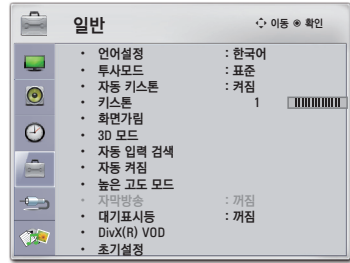 일반 이동 확인
• 언어설정 : 한국어
• 투사모드 : 표준
• 자동 키스톤 : 켜짐
• 키스톤 1
• 화면가림
• 3D 모드
• 자동 입력 검색
• 자동 켜짐
• 높은 고도 모드
• 자막방송 : 꺼짐
• 대기표시등 : 꺼짐
• DivX(R) VOD
• 초기설정